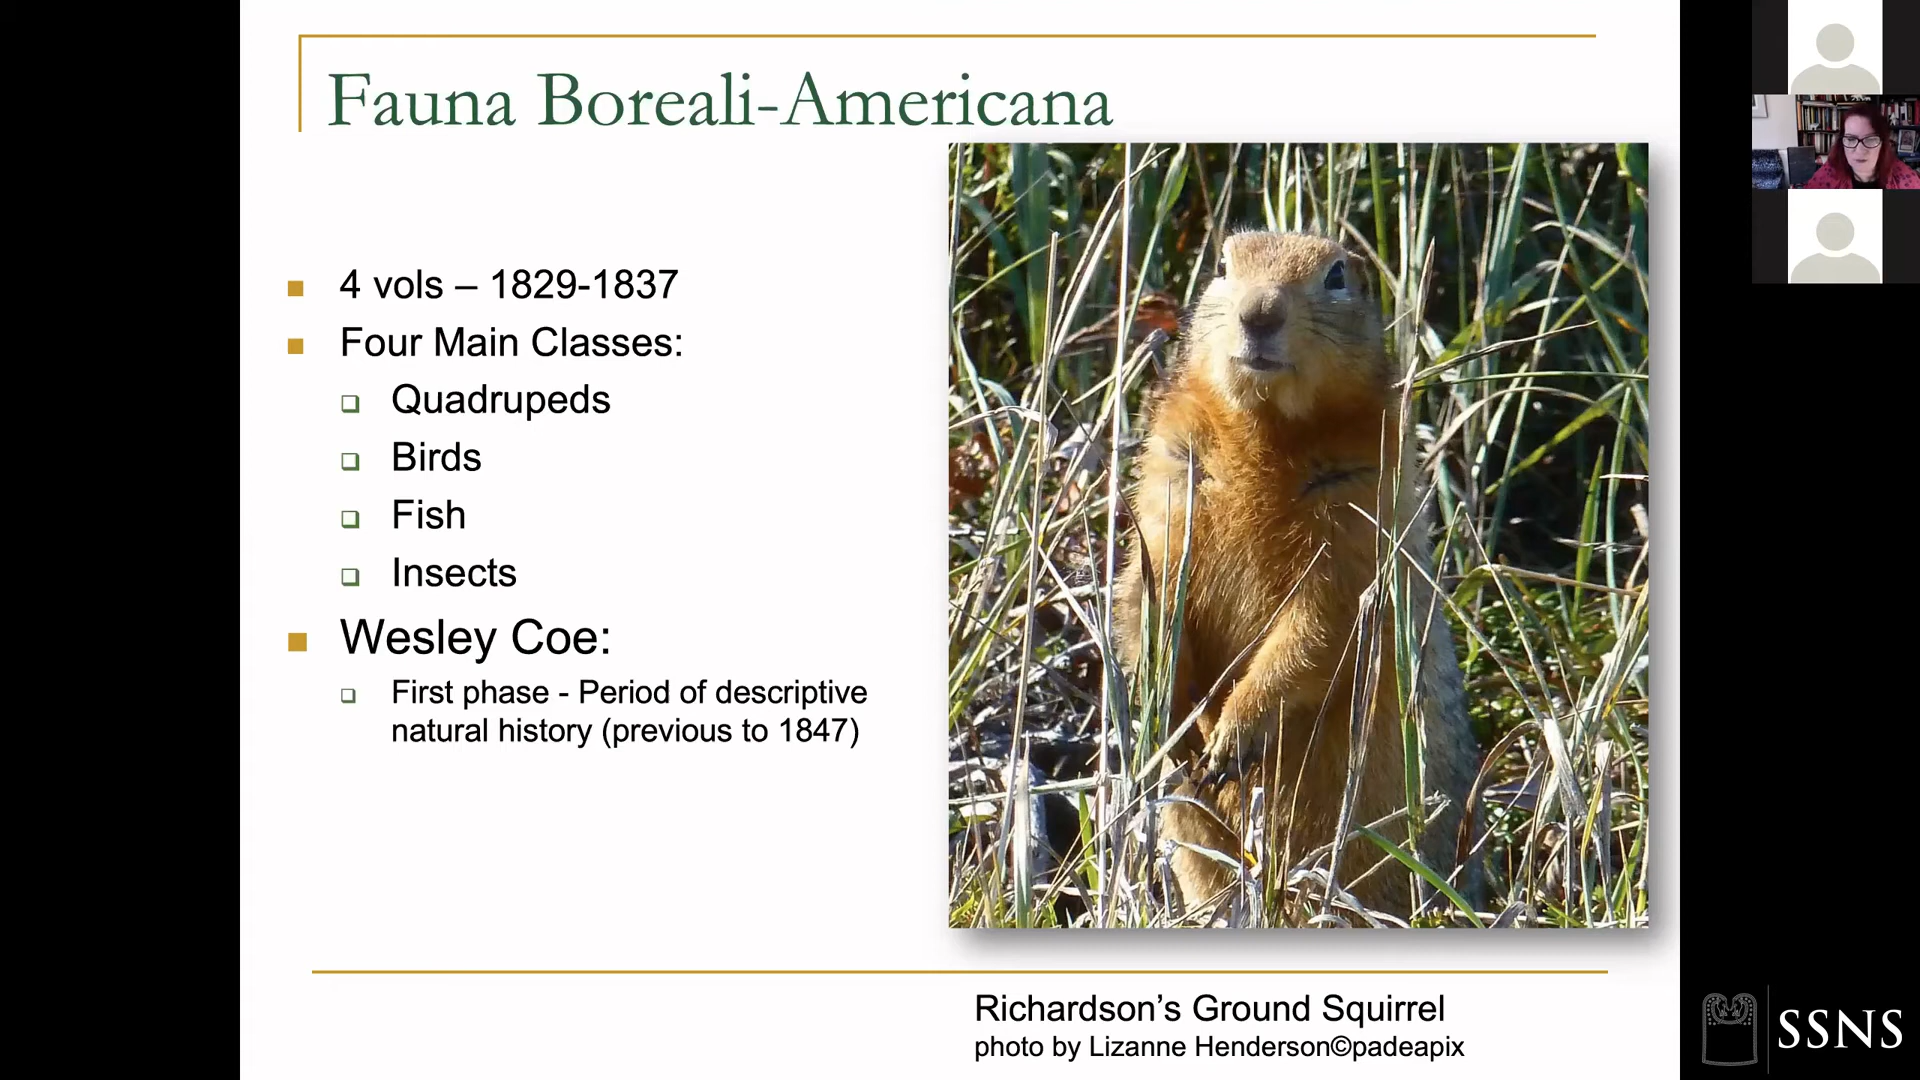 Fauna Boreali-Americana
4 vols – 1829-1837
Four Main Classes:
Quadrupeds
Birds
Fish
Insects
Wesley Coe:
First phase - Period of descriptive
natural history (previous to 1847)
Richardson’s Ground Squirrel
photo by Lizanne Henderson©padeapix
SSNS